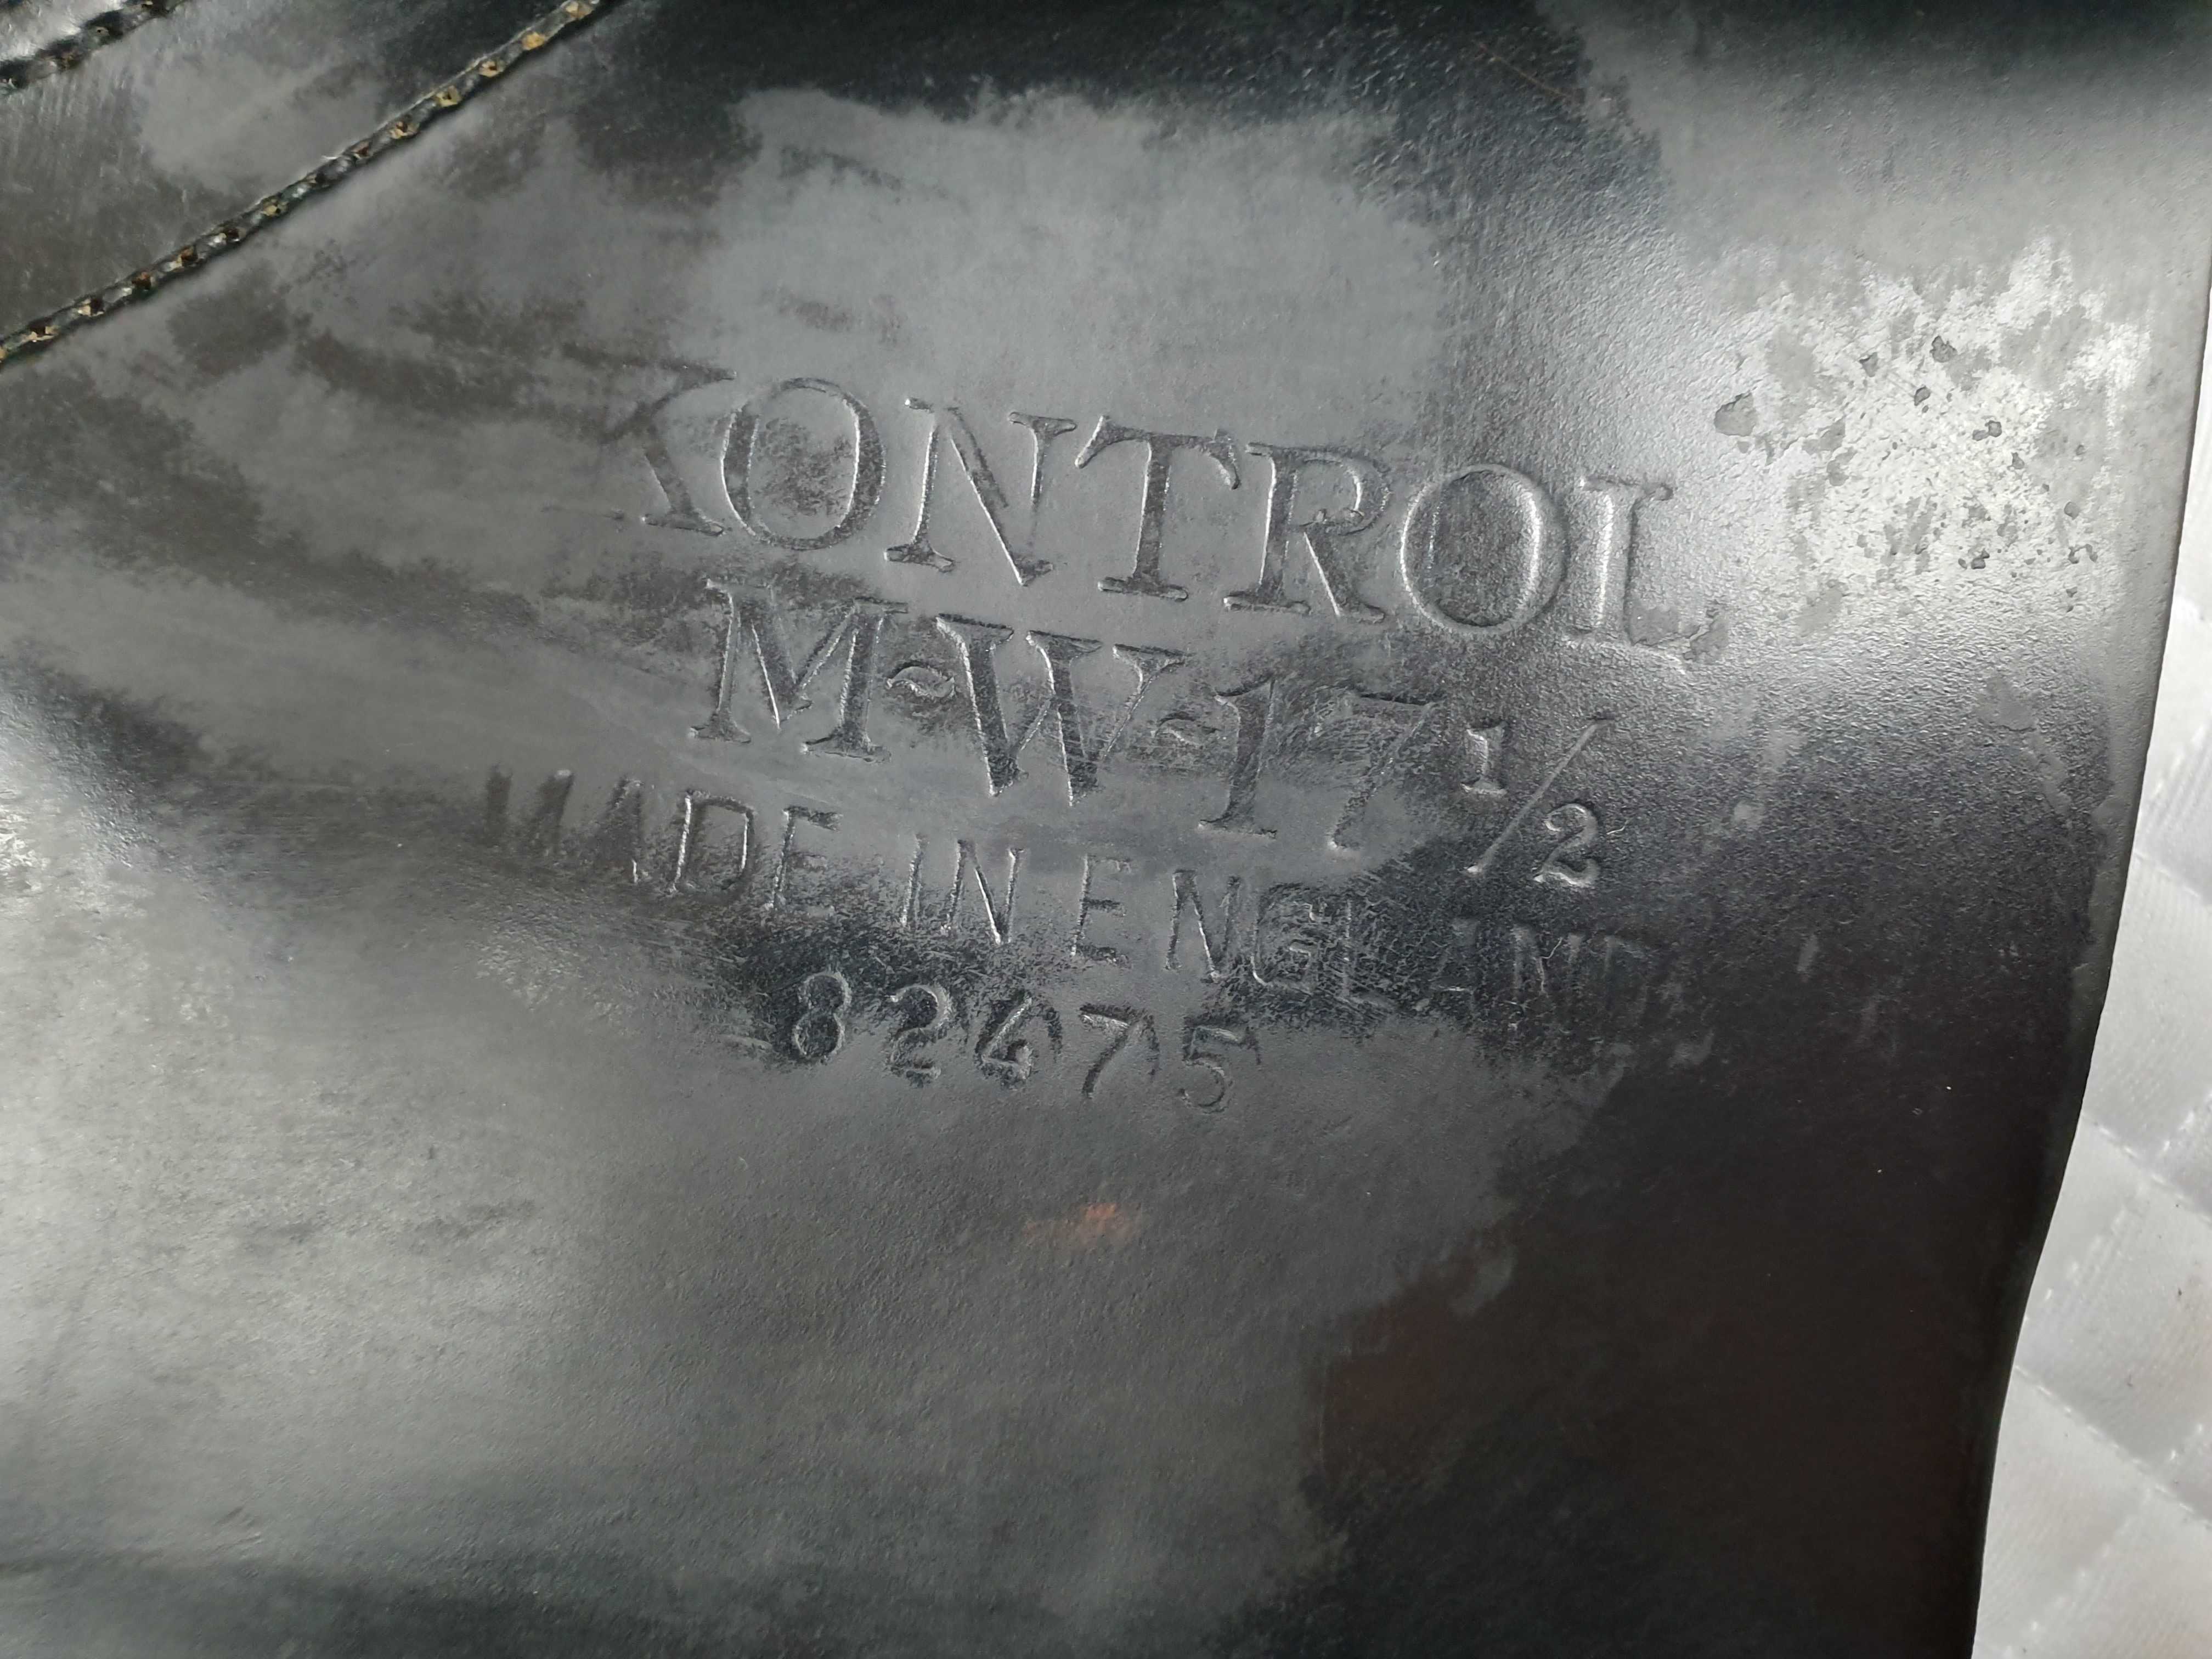 KONTROL
M~W~17 1/2
MADE IN ENGLAND
82475